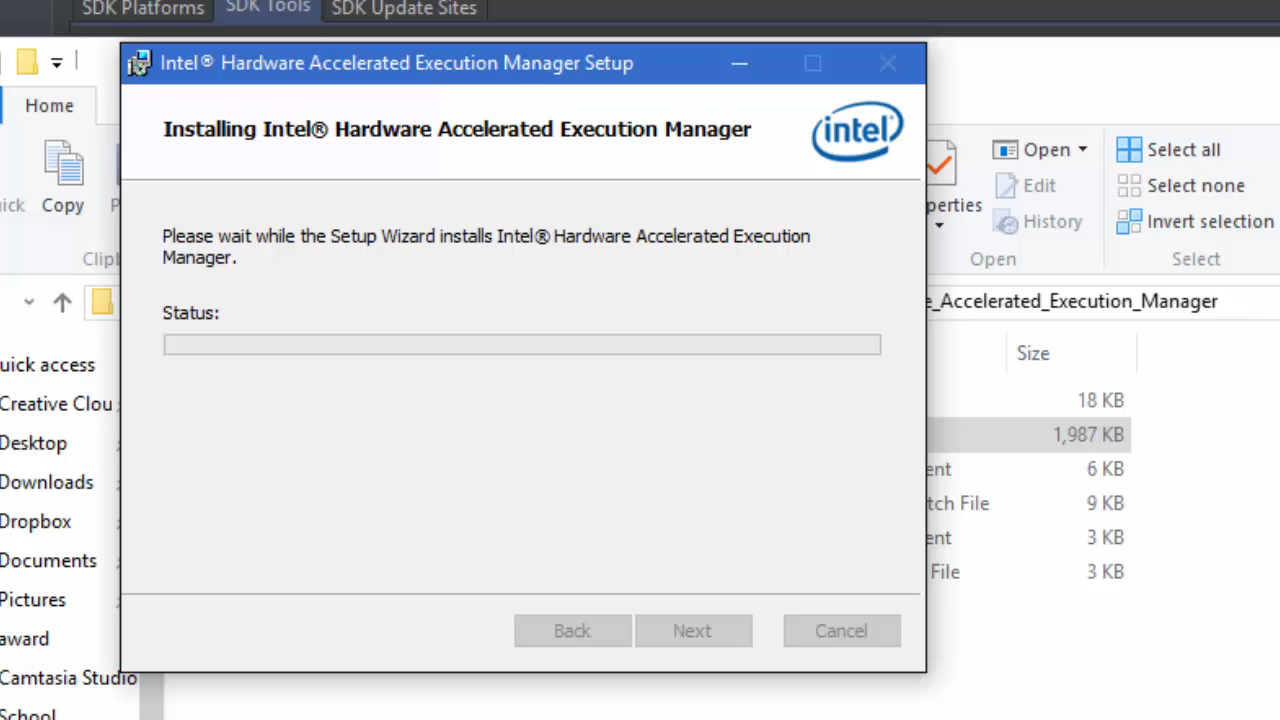 SDK Platforms SDK Tools SDK Update Sites
Intel® Hardware Accelerated Execution Manager Setup
Home
Installing Intel® Hardware Accelerated Execution Manager
intel
Open
Select all
Edit
Select none
ick
Copy
P
perties
History
Invert selection
Clipb
Open
Select
Please wait while the Setup Wizard installs Intel® Hardware Accelerated Execution
Manager.
e_Accelerated_Execution_Manager
Status:
Size
uick access
Creative Clou
18 KB
Desktop
1,987 KB
Downloads
ent
6 KB
Dropbox
tch File
9 KB
Documents
ent
3 KB
Pictures
File
3 KB
award
Back
Next
Cancel
Camtasia Studio
School